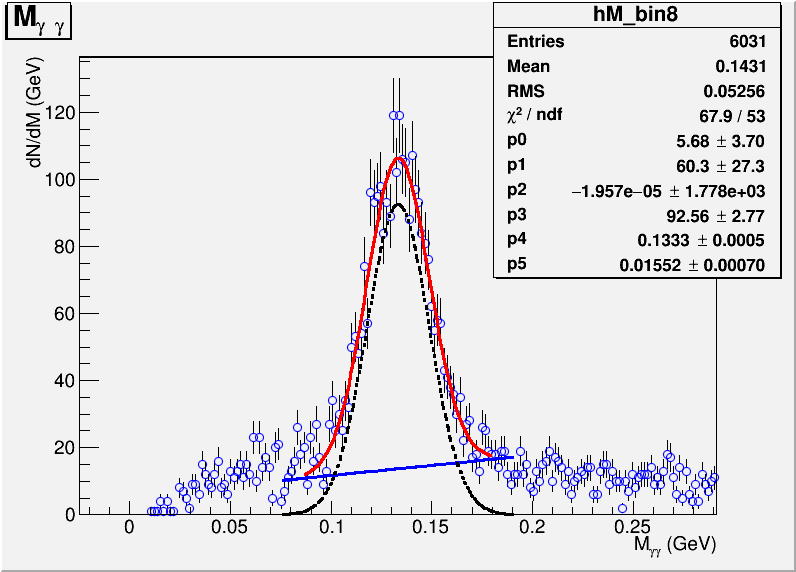 M γ γ
hM_bin8
Entries 6031
Mean 0.1431
RMS 0.05256
χ² / ndf 67.9 / 53
p0 5.68 ± 3.70
p1 60.3 ± 27.3
p2 −1.957e−05 ± 1.778e+03
p3 92.56 ± 2.77
p4 0.1333 ± 0.0005
p5 0.01552 ± 0.00070
dN/dM (GeV)
120
100
80
60
40
20
0
0 0.05 0.1 0.15 0.2 0.25
Mγγ (GeV)